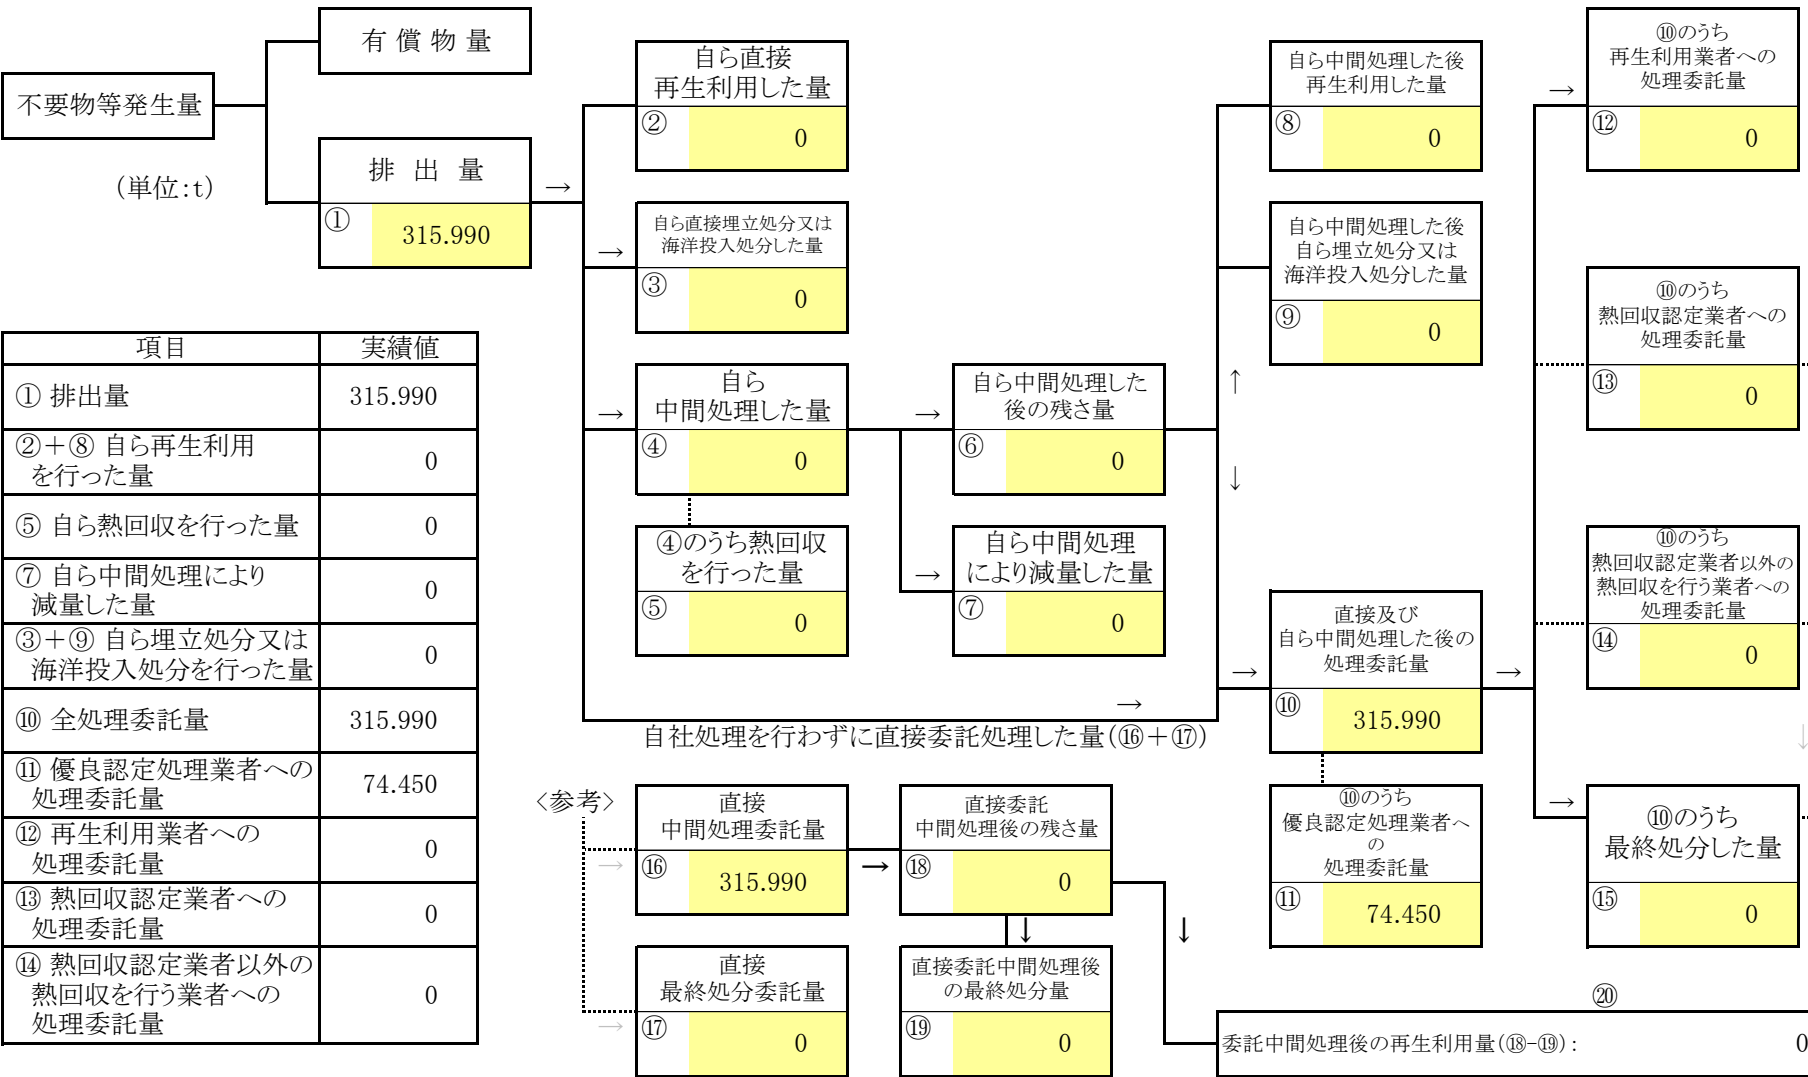 有 償 物 量
不要物等発生量
(単位:t)
排 出 量
①
315.990
→
自ら直接
再生利用した量
②
0
→
自ら直接埋立処分又は
海洋投入処分した量
③
0
→
自ら
中間処理した量
④
0
④のうち熱回収
を行った量
⑤
0
→
自ら中間処理した
後の残さ量
⑥
0
→
自ら中間処理
により減量した量
⑦
0
自ら中間処理した後
再生利用した量
⑧
0
自ら中間処理した後
自ら埋立処分又は
海洋投入処分した量
⑨
0
↑
↓
→
自社処理を行わずに直接委託処理した量(⑯+⑰)
→
直接及び
自ら中間処理した後の
処理委託量
⑩
315.990
⑩のうち
優良認定処理業者へ
の
処理委託量
⑪
74.450
→
→
⑩のうち
再生利用業者への
処理委託量
⑫
0
⑩のうち
熱回収認定業者への
処理委託量
⑬
0
⑩のうち
熱回収認定業者以外の
熱回収を行う業者への
処理委託量
⑭
0
↓
→
⑩のうち
最終処分した量
⑮
0
項目 実績値
① 排出量 315.990
②+⑧ 自ら再生利用
を行った量 0
⑤ 自ら熱回収を行った量 0
⑦ 自ら中間処理により
減量した量 0
③+⑨ 自ら埋立処分又は
海洋投入処分を行った量 0
⑩ 全処理委託量 315.990
⑪ 優良認定処理業者への
処理委託量 74.450
⑫ 再生利用業者への
処理委託量 0
⑬ 熱回収認定業者への
処理委託量 0
⑭ 熱回収認定業者以外の
熱回収を行う業者への
処理委託量 0
<参考>
→
直接
中間処理委託量
⑯
315.990
→
直接委託
中間処理後の残さ量
⑱
0
→
直接
最終処分委託量
⑰
0
↓
直接委託中間処理後
の最終処分量
⑲
0
↓
⑳
委託中間処理後の再生利用量(⑱-⑲): 0